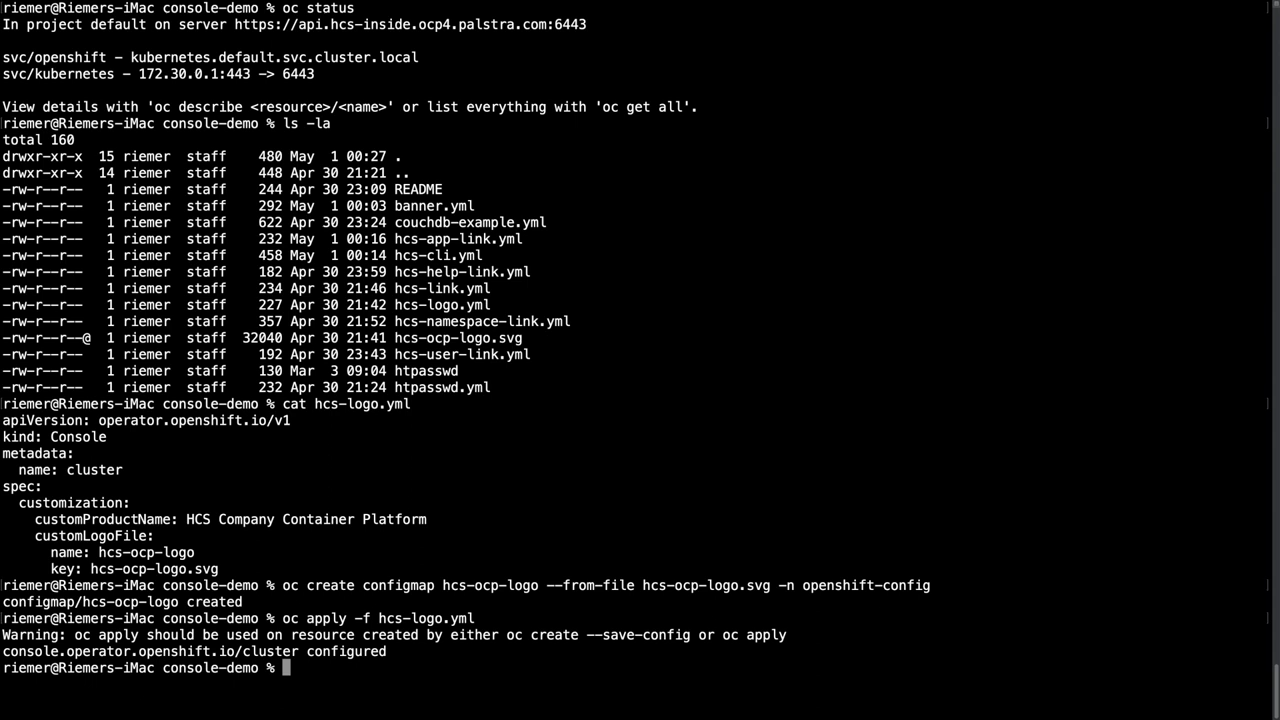 riemer@Riemers-iMac console-demo % oc status
In project default on server https://api.hcs-inside.ocp4.palstra.com:6443
svc/openshift - kubernetes.default.svc.cluster.local
svc/kubernetes - 172.30.0.1:443 -> 6443
View details with 'oc describe <resource>/<name>' or list everything with 'oc get all'.
riemer@Riemers-iMac console-demo % ls -la
total 160
drwxr-xr-x  15 riemer  staff    480 May  1 00:27 .
drwxr-xr-x  14 riemer  staff    448 Apr 30 21:21 ..
-rw-r--r--   1 riemer  staff    244 Apr 30 23:09 README
-rw-r--r--   1 riemer  staff    292 May  1 00:03 banner.yml
-rw-r--r--   1 riemer  staff    622 Apr 30 23:24 couchdb-example.yml
-rw-r--r--   1 riemer  staff    232 May  1 00:16 hcs-app-link.yml
-rw-r--r--   1 riemer  staff    458 May  1 00:14 hcs-cli.yml
-rw-r--r--   1 riemer  staff    182 Apr 30 23:59 hcs-help-link.yml
-rw-r--r--   1 riemer  staff    234 Apr 30 21:46 hcs-link.yml
-rw-r--r--   1 riemer  staff    227 Apr 30 21:42 hcs-logo.yml
-rw-r--r--   1 riemer  staff    357 Apr 30 21:52 hcs-namespace-link.yml
-rw-r--r--@  1 riemer  staff  32040 Apr 30 21:41 hcs-ocp-logo.svg
-rw-r--r--   1 riemer  staff    192 Apr 30 23:43 hcs-user-link.yml
-rw-r--r--   1 riemer  staff    130 Mar  3 09:04 htpasswd
-rw-r--r--   1 riemer  staff    232 Apr 30 21:24 htpasswd.yml
riemer@Riemers-iMac console-demo % cat hcs-logo.yml
apiVersion: operator.openshift.io/v1
kind: Console
metadata:
  name: cluster
spec:
  customization:
    customProductName: HCS Company Container Platform
    customLogoFile:
      name: hcs-ocp-logo
      key: hcs-ocp-logo.svg
riemer@Riemers-iMac console-demo % oc create configmap hcs-ocp-logo --from-file hcs-ocp-logo.svg -n openshift-config
configmap/hcs-ocp-logo created
riemer@Riemers-iMac console-demo % oc apply -f hcs-logo.yml
Warning: oc apply should be used on resource created by either oc create --save-config or oc apply
console.operator.openshift.io/cluster configured
riemer@Riemers-iMac console-demo %